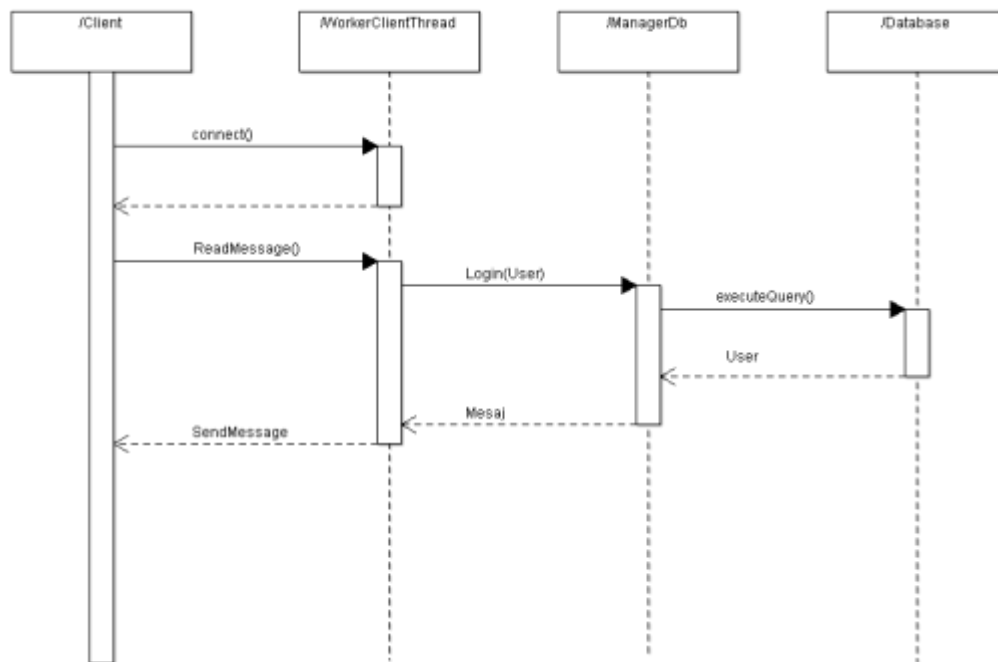 /Client
/WorkerClientThread
/ManagerDb
/Database
connect()
ReadMessage()
Login(User)
executeQuery()
User
Mesaj
SendMessage